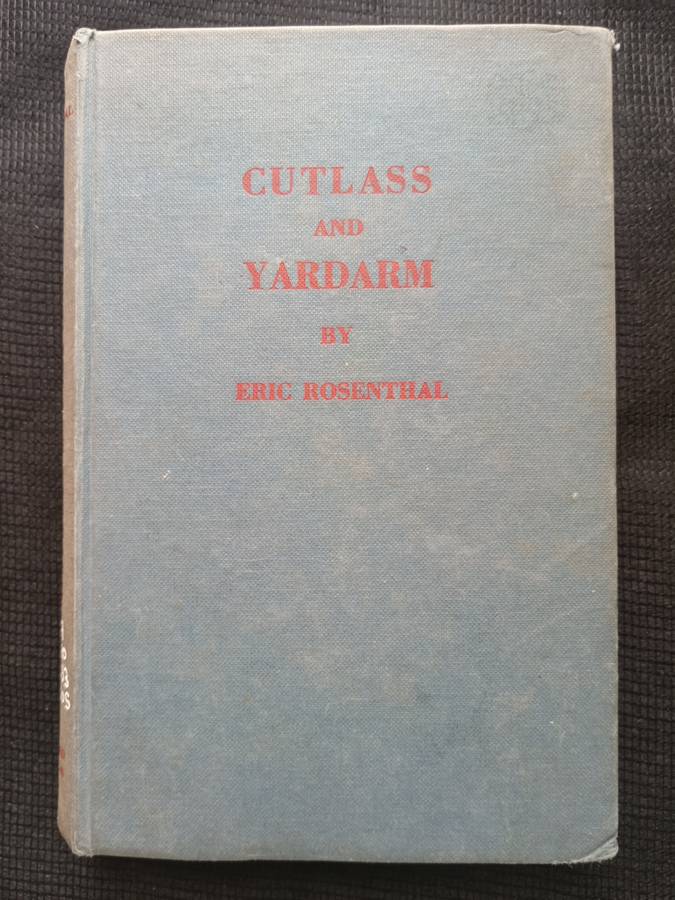 CUTLASS
AND
YARDARM
BY
ERIC ROSENTHAL